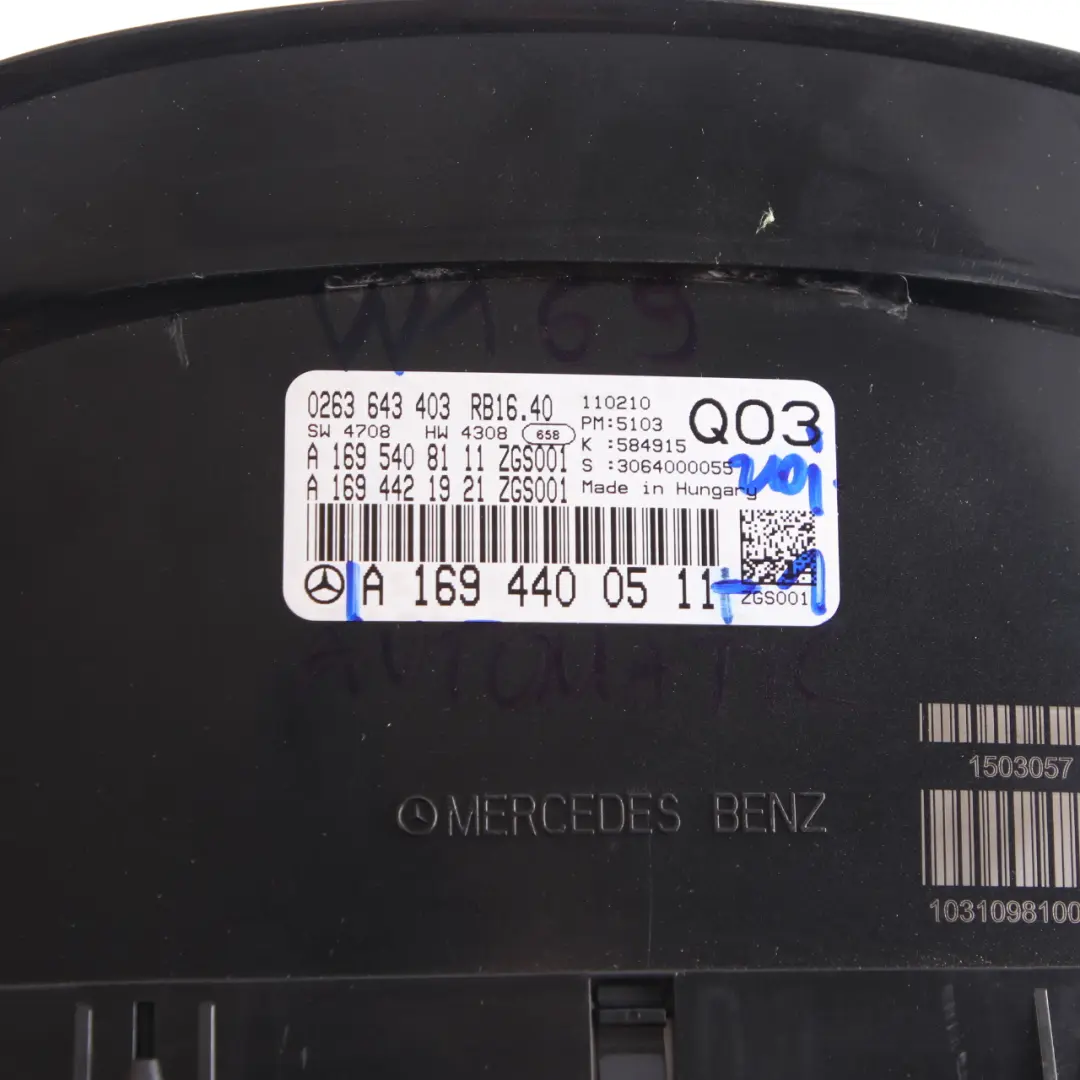 W169
0263 643 403 RB16.40
SW 4708 HW 4308 658
A 169 540 81 11 ZGS001
A 169 442 19 21 ZGS001
110210
PM:5103
K :584915
S :3064000055
Made in Hungary
Q03
A 169 440 05 11
ZGS001
AUTOMATIC
MERCEDES BENZ
1503057
1031098100